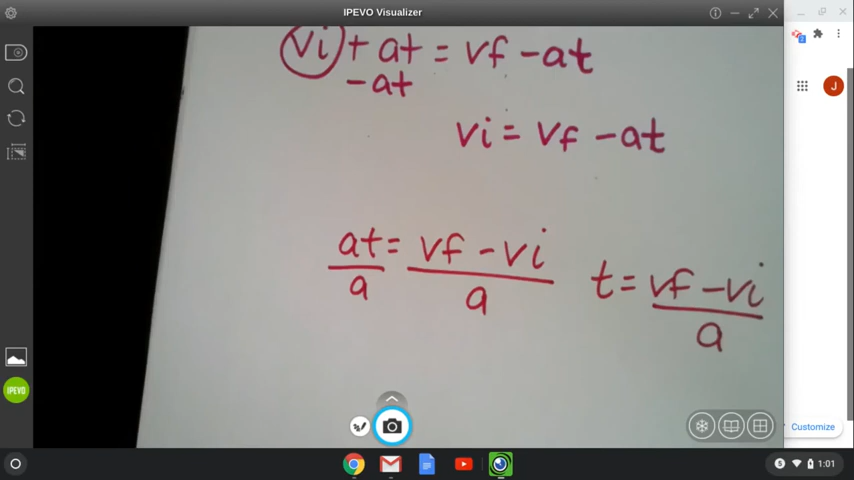 IPEVO Visualizer
vi + at = vf - at
- at
vi = vf - at
at = vf - vi
a a
t = vf - vi
a
IPEVO
J
Customize
5 1:01